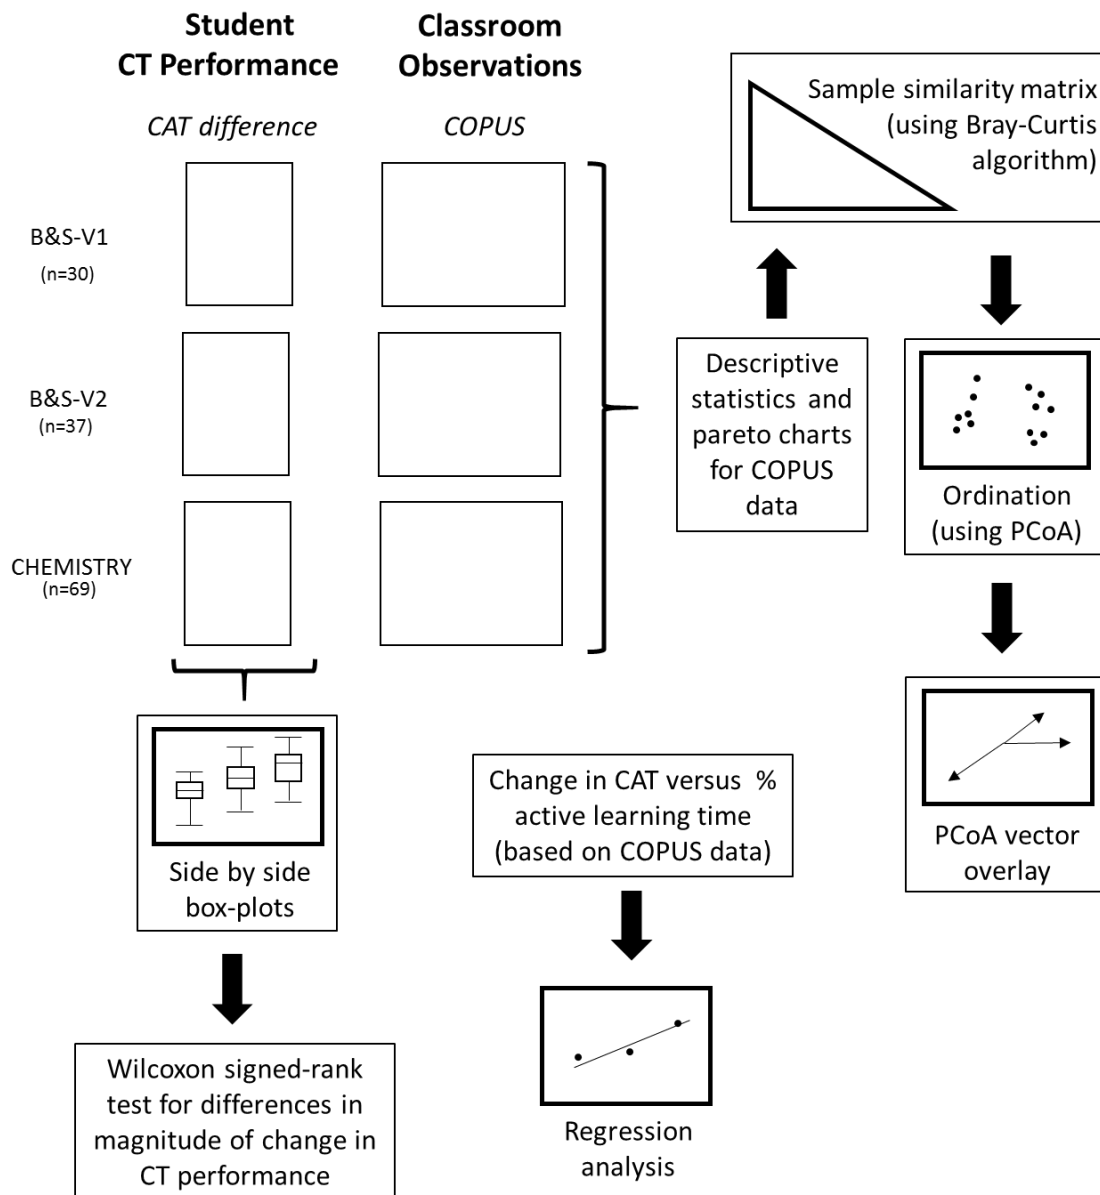 Student
CT Performance
Classroom
Observations
CAT difference
COPUS
B&S-V1
(n=30)
B&S-V2
(n=37)
CHEMISTRY
(n=69)
Side by side
box-plots
Wilcoxon signed-rank
test for differences in
magnitude of change in
CT performance
Change in CAT versus %
active learning time
(based on COPUS data)
Regression
analysis
Descriptive
statistics and
pareto charts
for COPUS
data
Sample similarity matrix
(using Bray-Curtis
algorithm)
Ordination
(using PCoA)
PCoA vector
overlay